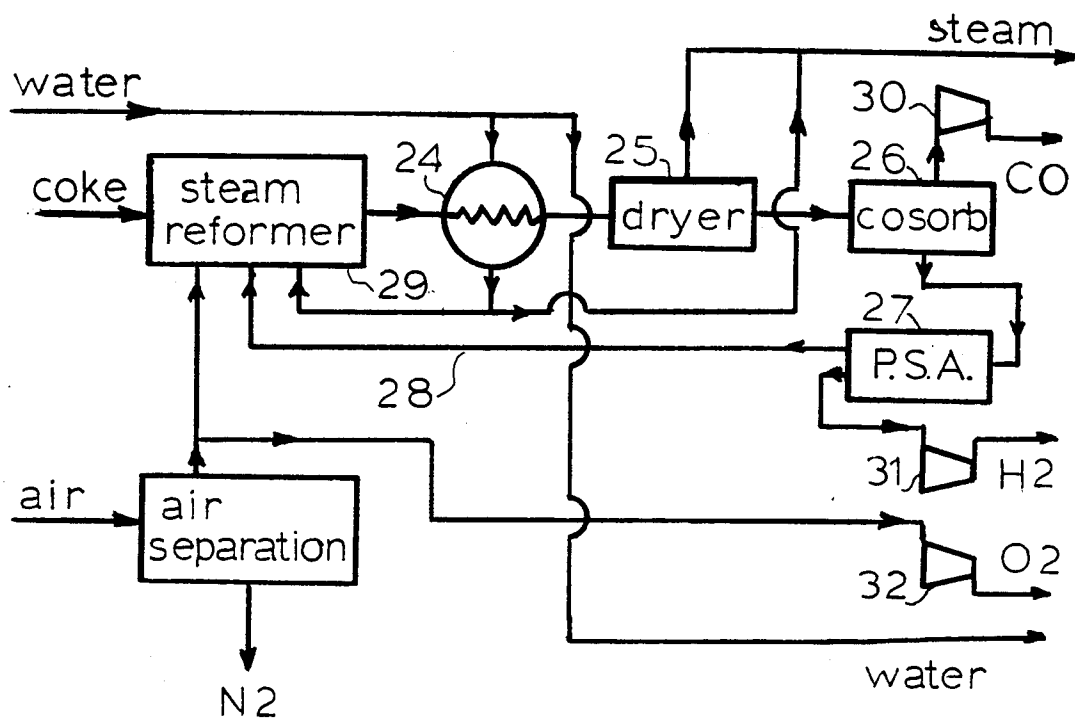 steam
water
30
24
25
26
CO
coke
steam
reformer
dryer
cosorb
29
27
P.S.A.
28
31
H2
air
air
separation
O2
32
water
N2